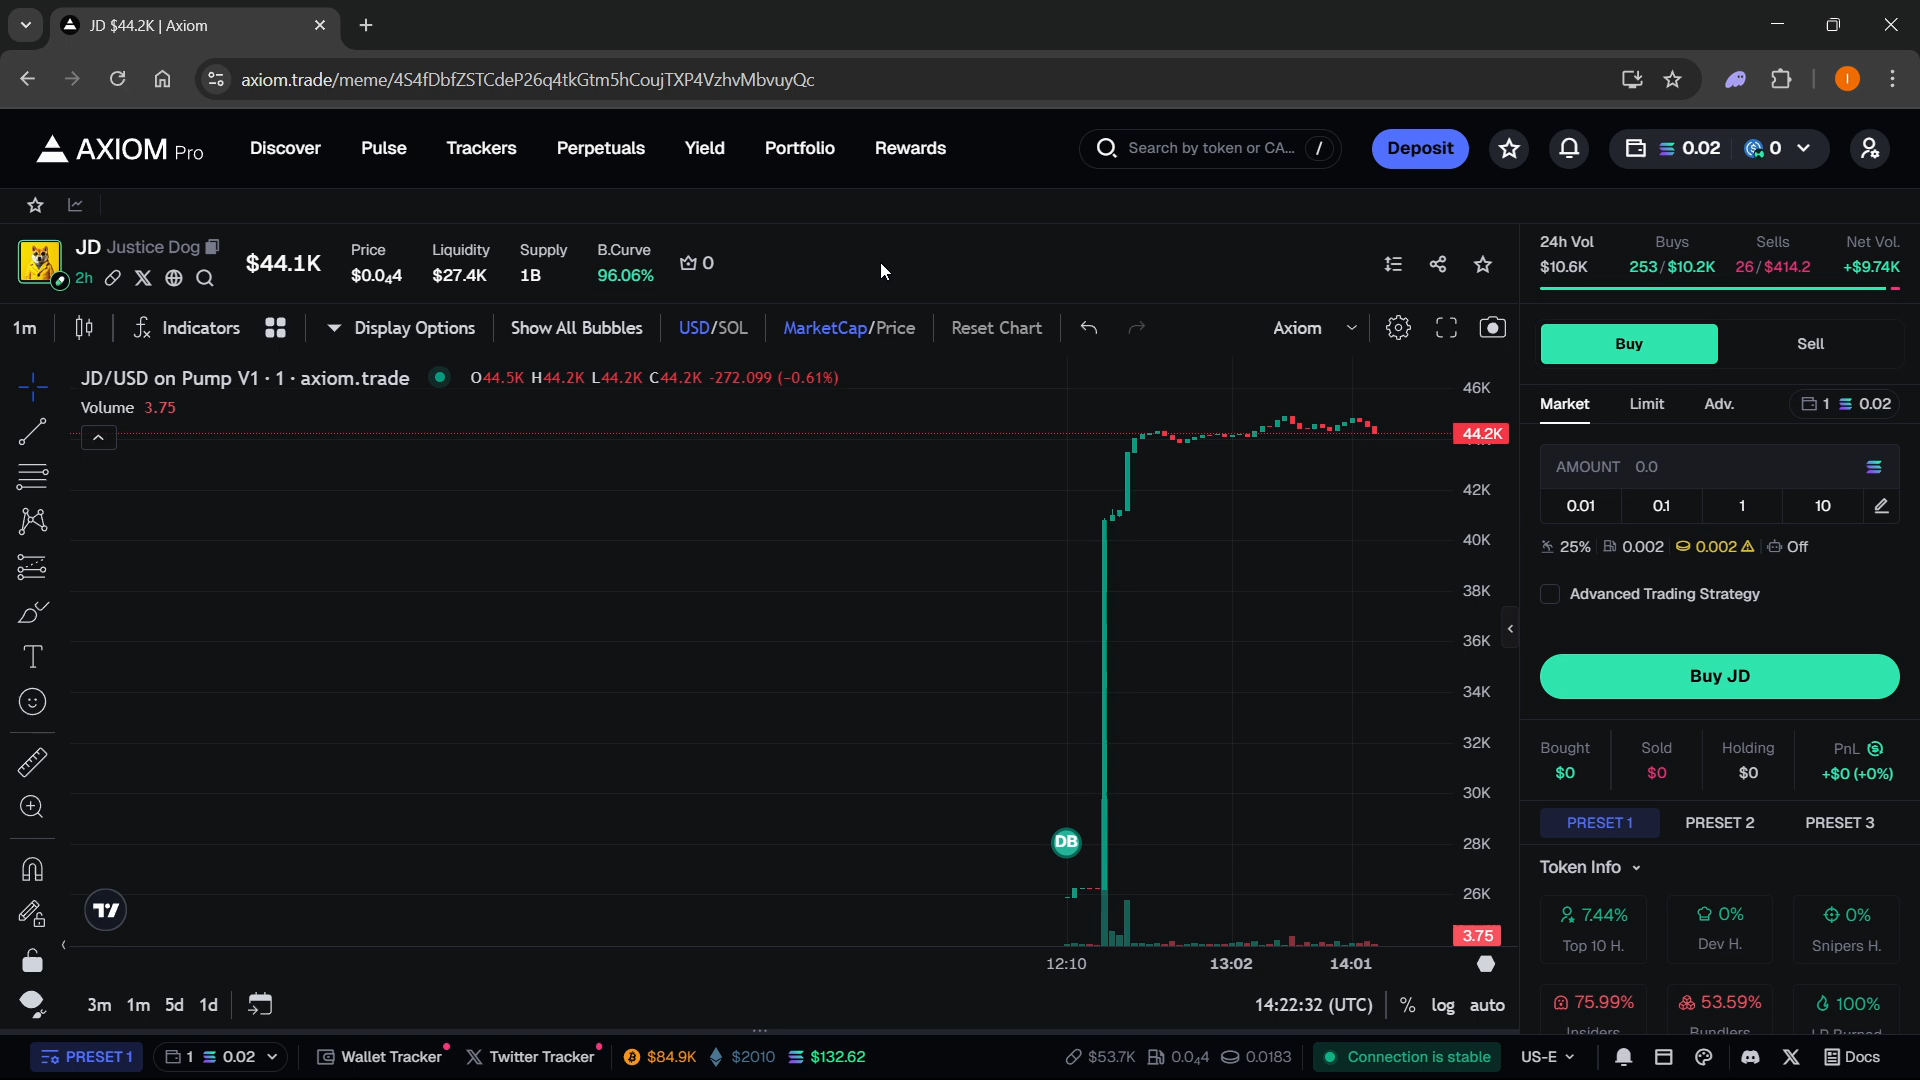 JD $44.2K | Axiom
axiom.trade/meme/4S4fDbfZSTCdeP26q4tkGtm5hCoujTXP4VzhvMbvuyQc
I
AXIOM Pro
Discover
Pulse
Trackers
Perpetuals
Yield
Portfolio
Rewards
Search by token or CA... /
Deposit
0.02
0
JD Justice Dog
2h
$44.1K
Price
$0.0₄4
Liquidity
$27.4K
Supply
1B
B.Curve
96.06%
0
24h Vol
$10.6K
Buys
253 / $10.2K
Sells
26 / $414.2
Net Vol.
+$9.74K
1m
Indicators
Display Options
Show All Bubbles
USD/SOL
MarketCap/Price
Reset Chart
Axiom
JD/USD on Pump V1 · 1 · axiom.trade
O44.5K H44.2K L44.2K C44.2K -272.099 (-0.61%)
Volume 3.75
46K
44.2K
42K
40K
38K
36K
34K
32K
30K
28K
26K
3.75
DB
12:10
13:02
14:01
3m
1m
5d
1d
14:22:32 (UTC)
%
log
auto
Buy
Sell
Market
Limit
Adv.
1 0.02
AMOUNT 0.0
0.01
0.1
1
10
25%
0.002
0.002
Off
Advanced Trading Strategy
Buy JD
Bought
$0
Sold
$0
Holding
$0
PnL
+$0 (+0%)
PRESET 1
PRESET 2
PRESET 3
Token Info
7.44%
Top 10 H.
0%
Dev H.
0%
Snipers H.
75.99%
Insiders
53.59%
Bundlers
100%
LP Burned
PRESET 1
1 0.02
Wallet Tracker
Twitter Tracker
$84.9K
$2010
$132.62
$53.7K
0.0₄4
0.0183
Connection is stable
US-E
Docs